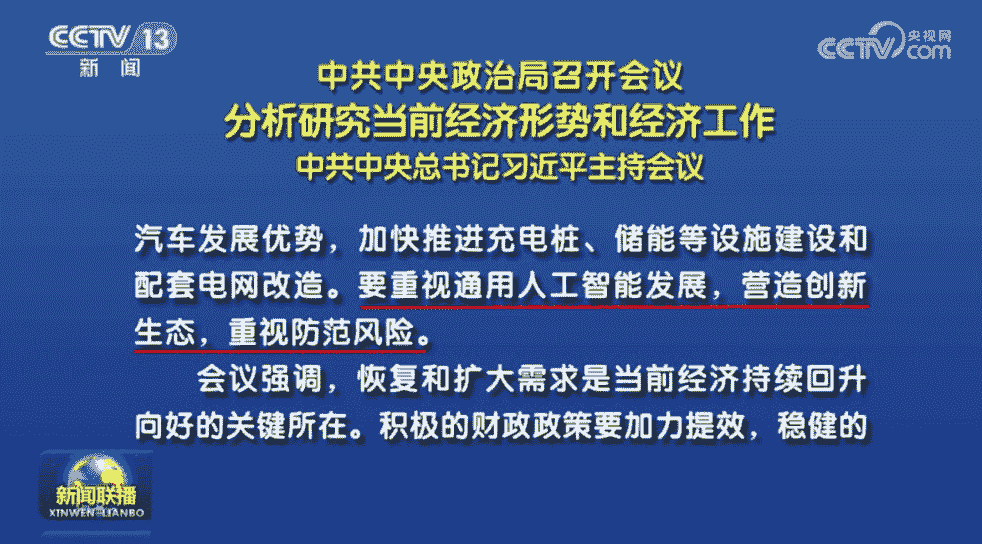 CCTV 13
新闻
CCTV 央视网
com
中共中央政治局召开会议
分析研究当前经济形势和经济工作
中共中央总书记习近平主持会议
汽车发展优势，加快推进充电桩、储能等设施建设和
配套电网改造。要重视通用人工智能发展，营造创新
生态，重视防范风险。
会议强调，恢复和扩大需求是当前经济持续回升
向好的关键所在。积极的财政政策要加力提效，稳健的
新闻联播
XINWEN LIANBO